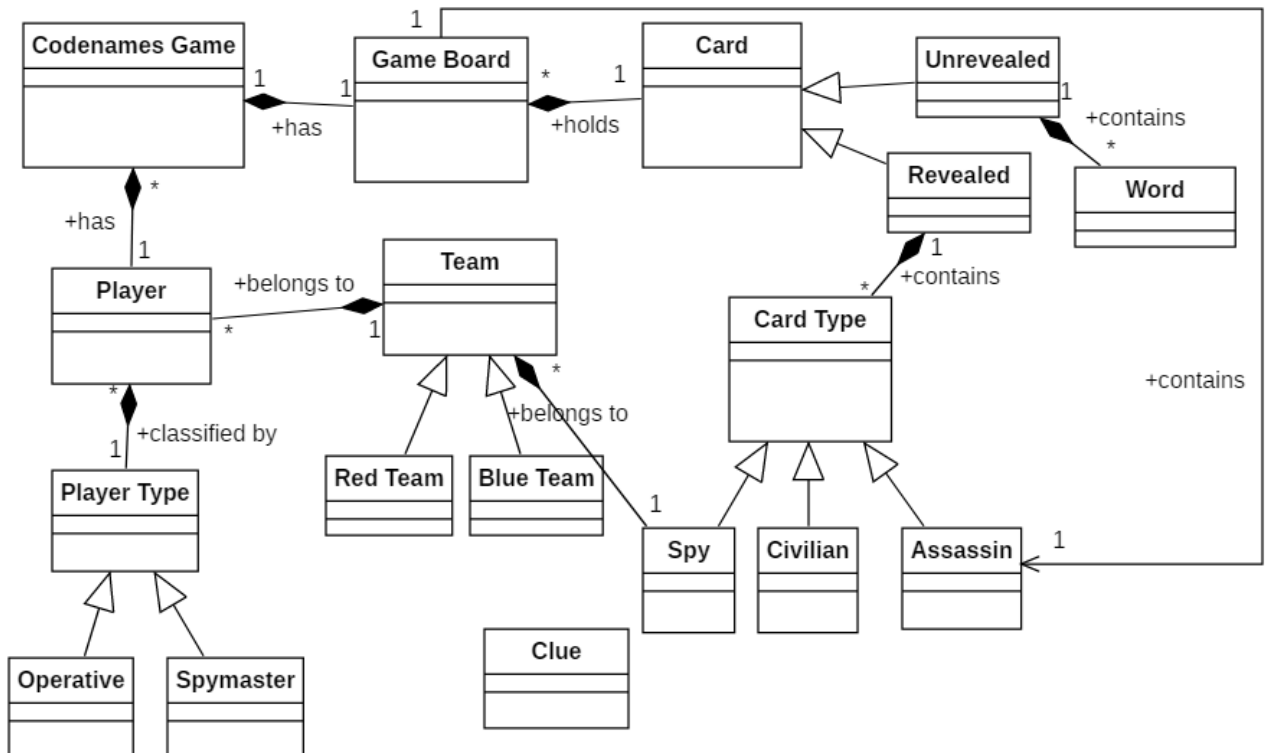 Codenames Game
1
+has
1
Game Board
1
*
+holds
1
Card
Unrevealed
1
+contains
*
Word
Revealed
1
+contains
*
*
+has
1
Player
+belongs to
*
1
Team
Card Type
+contains
*
+belongs to
1
*
+classified by
1
Player Type
Red Team
Blue Team
Spy
Civilian
Assassin
1
Operative
Spymaster
Clue